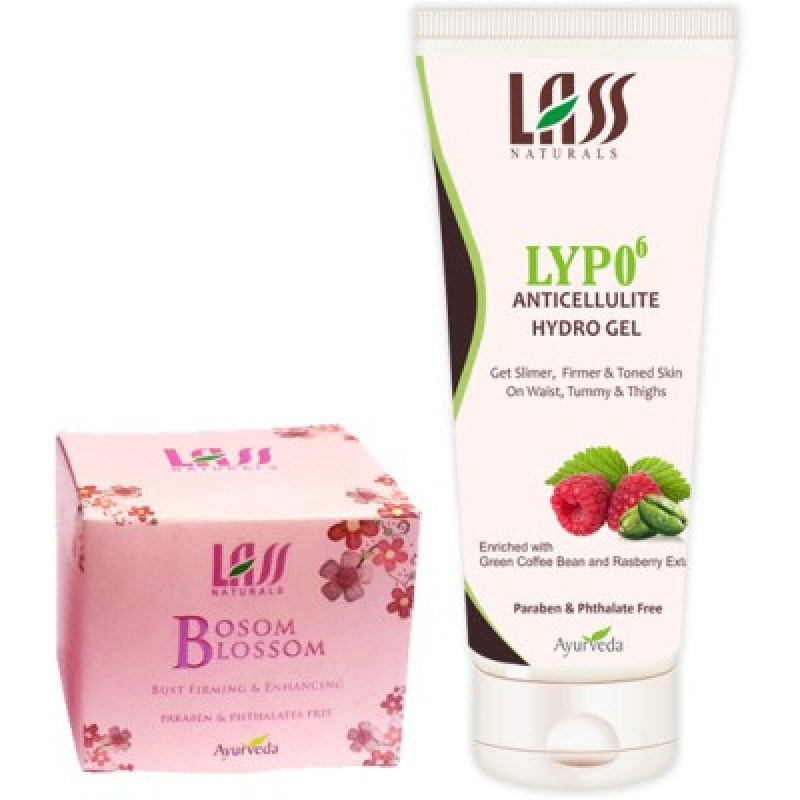 LASS
NATURALS
LYPO6
ANTICELLULITE
HYDRO GEL
Get Slimer, Firmer & Toned Skin
On Waist, Tummy & Thighs
Enriched with
Green Coffee Bean and Rasberry Ext
Paraben & Phthalate Free
Ayurveda
LASS
NATURALS
LASS
NATURALS
BOSOM
BLOSSOM
BUST FIRMING & ENHANCING
PARABEN & PHTHALATES FREE
Ayurveda